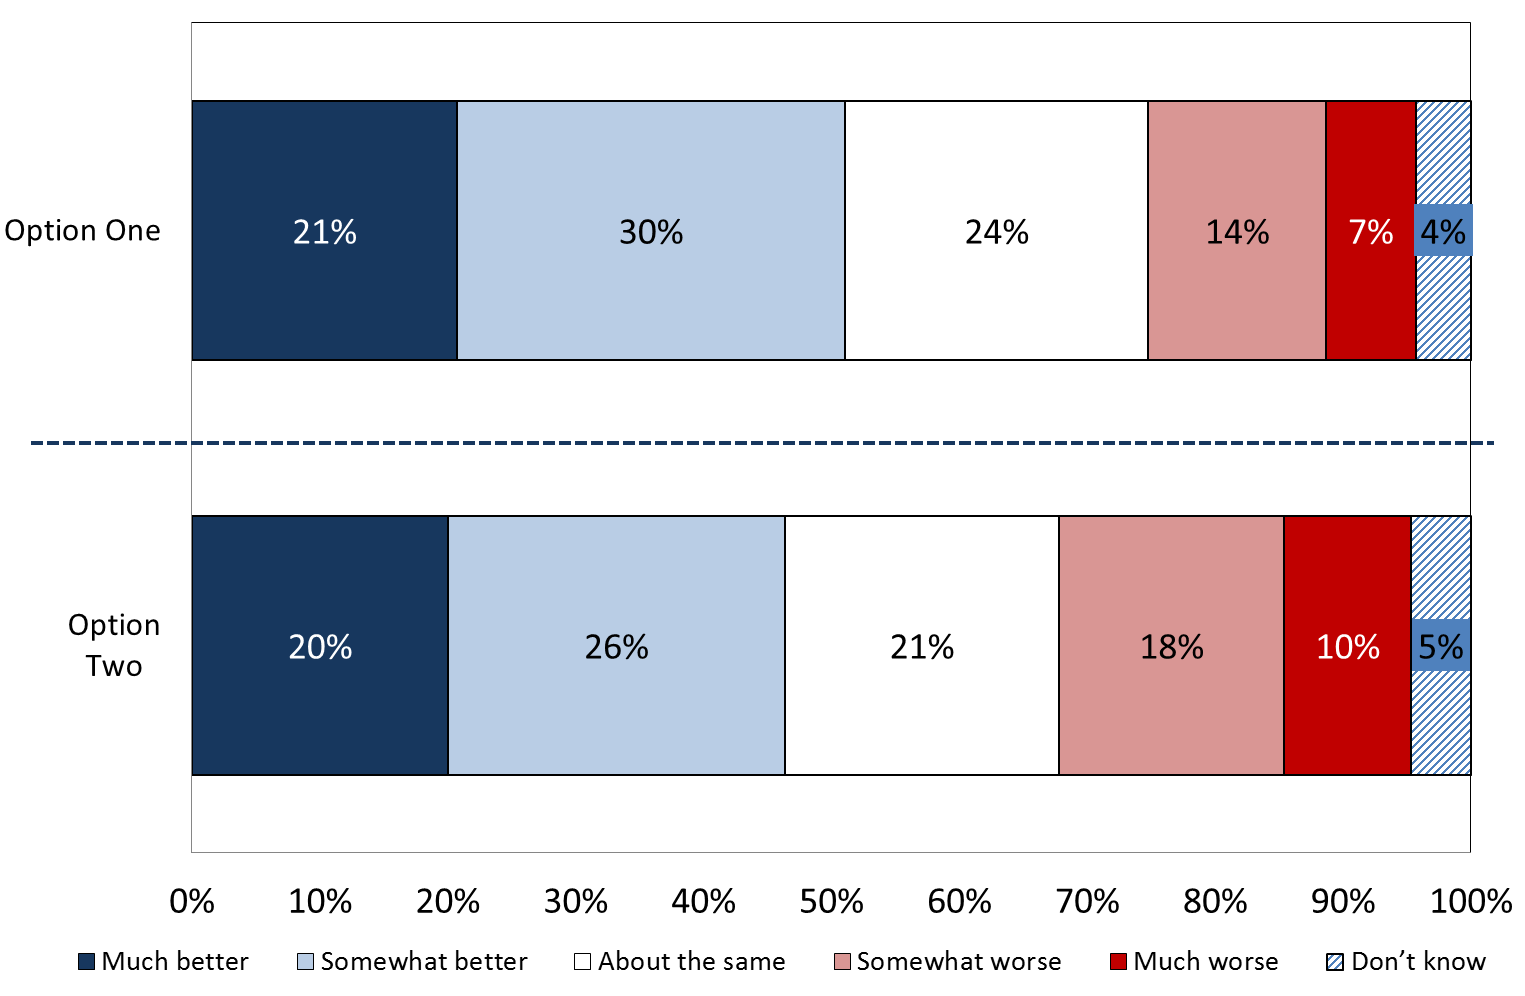 Option One
21% 30% 24% 14% 7% 4%
Option
Two
20% 26% 21% 18% 10% 5%
0% 10% 20% 30% 40% 50% 60% 70% 80% 90% 100%
Much better Somewhat better About the same Somewhat worse Much worse Don’t know